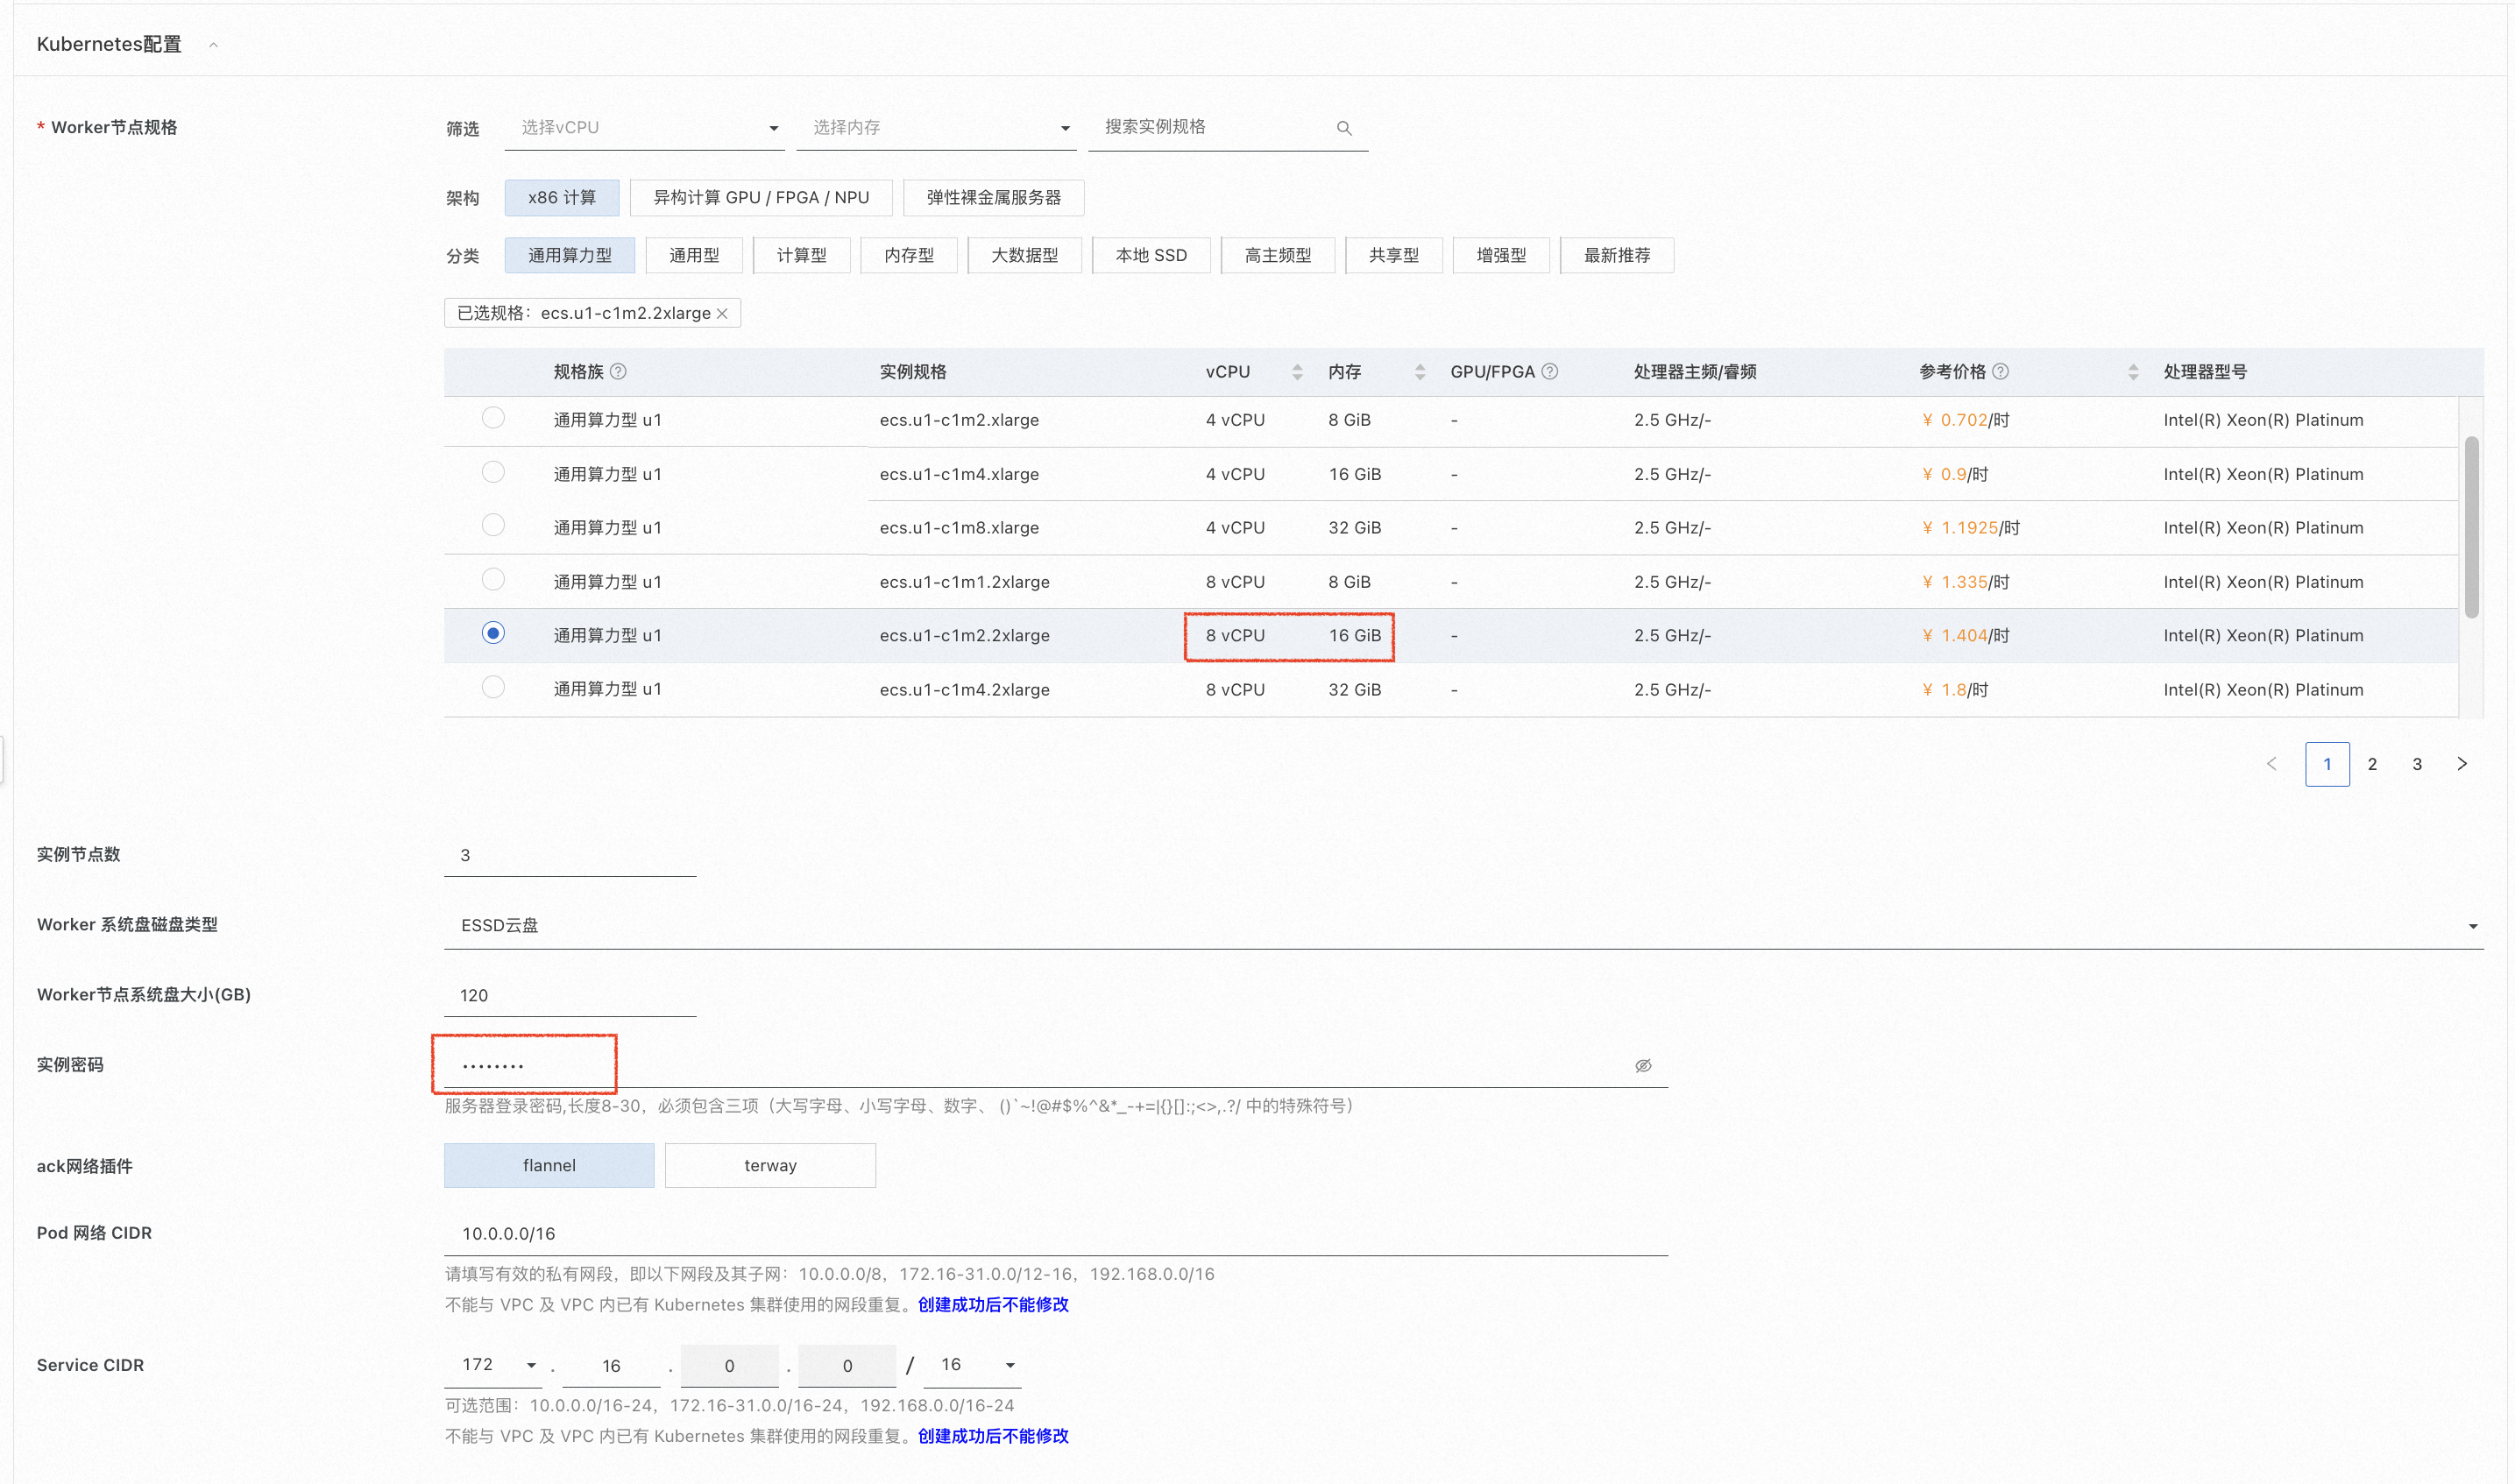 Kubernetes配置
* Worker节点规格
筛选 选择vCPU 选择内存 搜索实例规格
架构 x86 计算 异构计算 GPU / FPGA / NPU 弹性裸金属服务器
分类 通用算力型 通用型 计算型 内存型 大数据型 本地 SSD 高主频型 共享型 增强型 最新推荐
已选规格：ecs.u1-c1m2.2xlarge
规格族 实例规格 vCPU 内存 GPU/FPGA 处理器主频/睿频 参考价格 处理器型号
通用算力型 u1 ecs.u1-c1m2.xlarge 4 vCPU 8 GiB - 2.5 GHz/- ¥ 0.702/时 Intel(R) Xeon(R) Platinum
通用算力型 u1 ecs.u1-c1m4.xlarge 4 vCPU 16 GiB - 2.5 GHz/- ¥ 0.9/时 Intel(R) Xeon(R) Platinum
通用算力型 u1 ecs.u1-c1m8.xlarge 4 vCPU 32 GiB - 2.5 GHz/- ¥ 1.1925/时 Intel(R) Xeon(R) Platinum
通用算力型 u1 ecs.u1-c1m1.2xlarge 8 vCPU 8 GiB - 2.5 GHz/- ¥ 1.335/时 Intel(R) Xeon(R) Platinum
通用算力型 u1 ecs.u1-c1m2.2xlarge 8 vCPU 16 GiB - 2.5 GHz/- ¥ 1.404/时 Intel(R) Xeon(R) Platinum
通用算力型 u1 ecs.u1-c1m4.2xlarge 8 vCPU 32 GiB - 2.5 GHz/- ¥ 1.8/时 Intel(R) Xeon(R) Platinum
1 2 3
实例节点数 3
Worker 系统盘磁盘类型 ESSD云盘
Worker节点系统盘大小(GB) 120
实例密码 ••••••••
服务器登录密码,长度8-30，必须包含三项（大写字母、小写字母、数字、 ()`~!@#$%^&*_-+=|{}[]:;<>,.?/ 中的特殊符号）
ack网络插件 flannel terway
Pod 网络 CIDR 10.0.0.0/16
请填写有效的私有网段，即以下网段及其子网：10.0.0.0/8，172.16-31.0.0/12-16，192.168.0.0/16
不能与 VPC 及 VPC 内已有 Kubernetes 集群使用的网段重复。创建成功后不能修改
Service CIDR 172 . 16 . 0 . 0 / 16
可选范围：10.0.0.0/16-24，172.16-31.0.0/16-24，192.168.0.0/16-24
不能与 VPC 及 VPC 内已有 Kubernetes 集群使用的网段重复。创建成功后不能修改